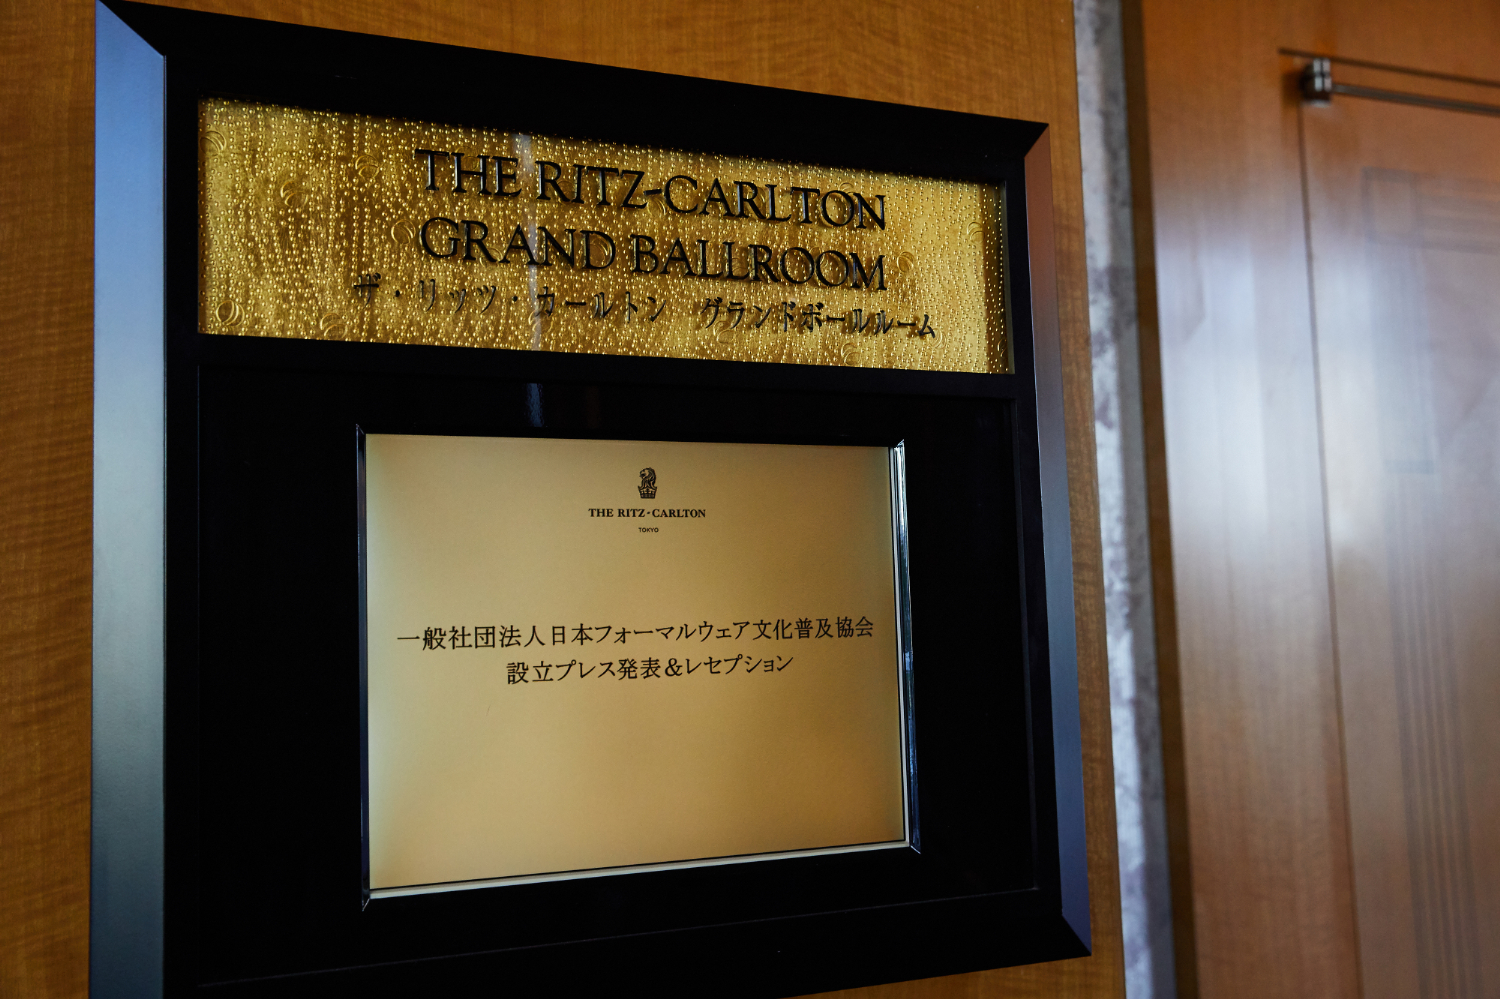 THE RITZ-CARLTON
GRAND BALLROOM
ザ・リッツ・カールトン グランドボールルーム
THE RITZ-CARLTON
TOKYO
一般社団法人日本フォーマルウェア文化普及協会
設立プレス発表&レセプション